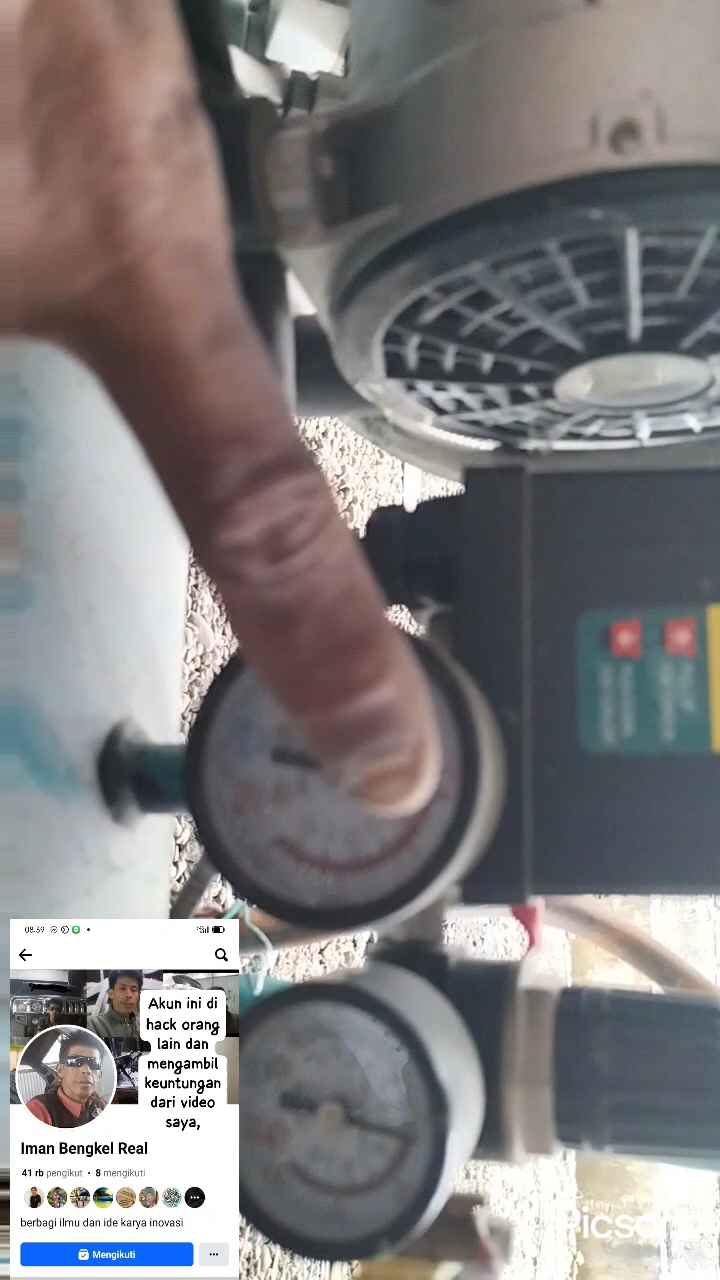 08.39
Akun ini di
hack orang
lain dan
mengambil
keuntungan
dari video
saya,
Iman Bengkel Real
41 rb pengikut • 8 mengikuti
berbagi ilmu dan ide karya inovasi
Mengikuti